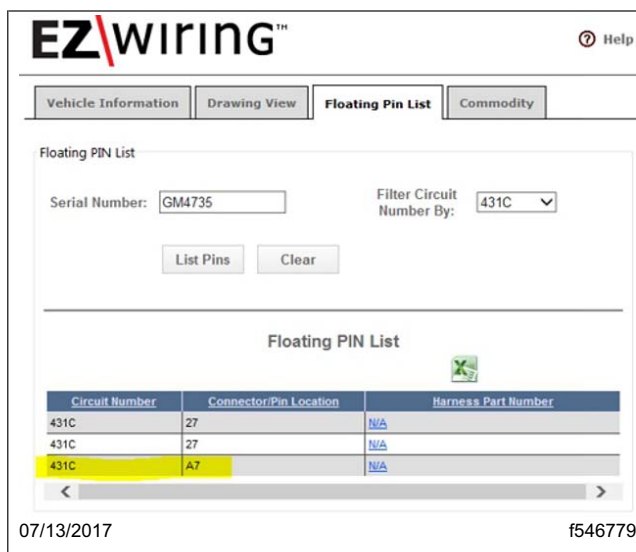 EZ\WIRING™
Help
Vehicle Information Drawing View Floating Pin List Commodity
Floating PIN List
Serial Number: GM4735 Filter Circuit Number By: 431C
List Pins Clear
Floating PIN List
Circuit Number Connector/Pin Location Harness Part Number
431C 27 N/A
431C 27 N/A
431C A7 N/A
07/13/2017 f546779